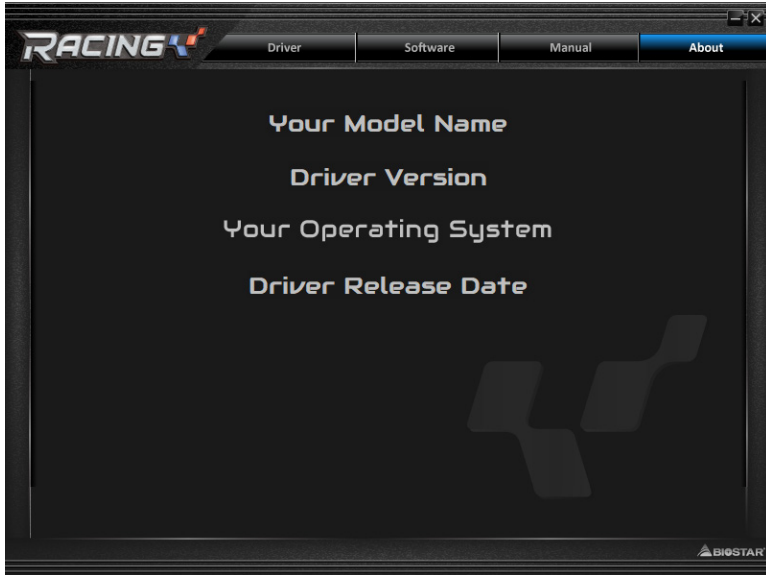 RACING
Driver Software Manual About
Your Model Name
Driver Version
Your Operating System
Driver Release Date
BIOSTAR